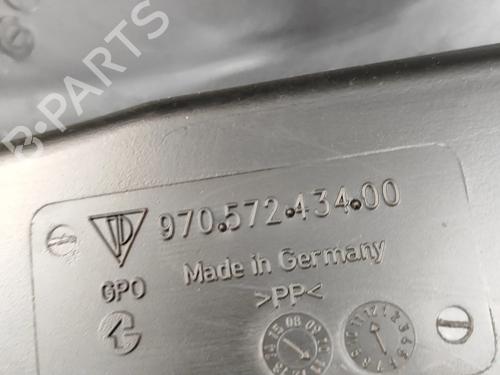 B-PARTS
970.572.434.00
Made in Germany
GPO
>PP<